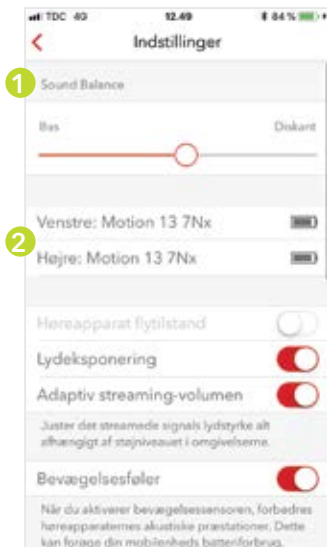 TDC 4G 12.49 84 %
Indstillinger
1
Sound Balance
Bas Diskant
Venstre: Motion 13 7Nx
2
Højre: Motion 13 7Nx
Høreapparat flytilstand
Lydeksponering
Adaptiv streaming-volumen
Juster det streamede signals lydstyrke alt
afhængigt af støjniveauet i omgivelserne.
Bevægelsesføler
Når du aktiverer bevægelsessensoren, forbedres
høreapparaternes akustiske præstationer. Dette
kan forøge din mobilenheds batteriforbrug.